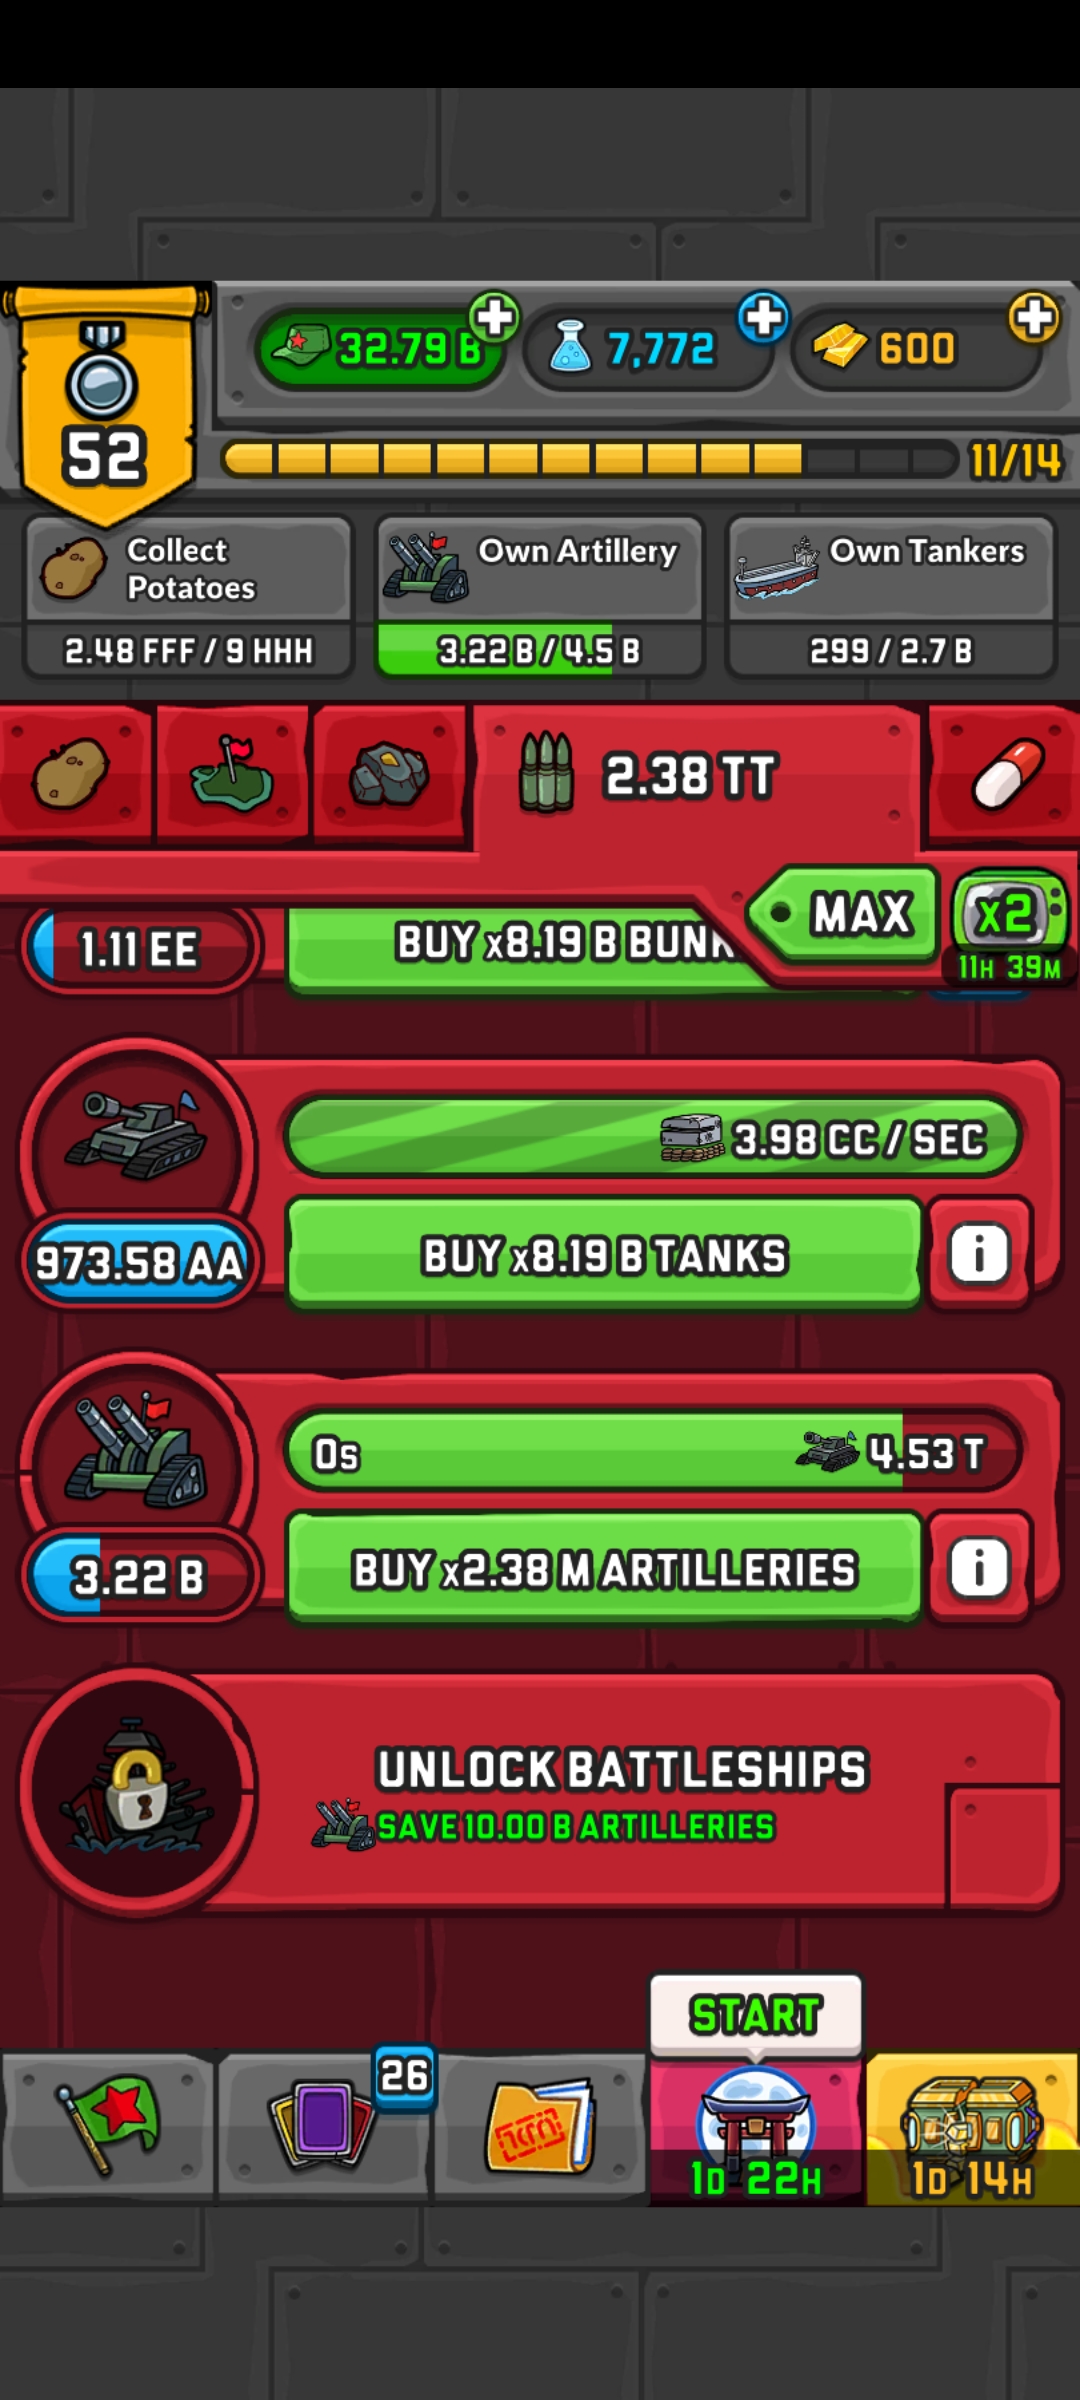 32.79 B
7,772
600
52
11/14
Collect
Potatoes
2.48 FFF / 9 HHH
Own Artillery
3.22 B / 4.5 B
Own Tankers
299 / 2.7 B
2.38 TT
MAX
x2
11H 39M
1.11 EE
BUY x8.19 B
3.98 CC / SEC
973.58 AA
BUY x8.19 B TANKS
0s
4.53 T
3.22 B
BUY x2.38 M ARTILLERIES
UNLOCK BATTLESHIPS
SAVE 10.00 B ARTILLERIES
START
26
1D 22H
1D 14H